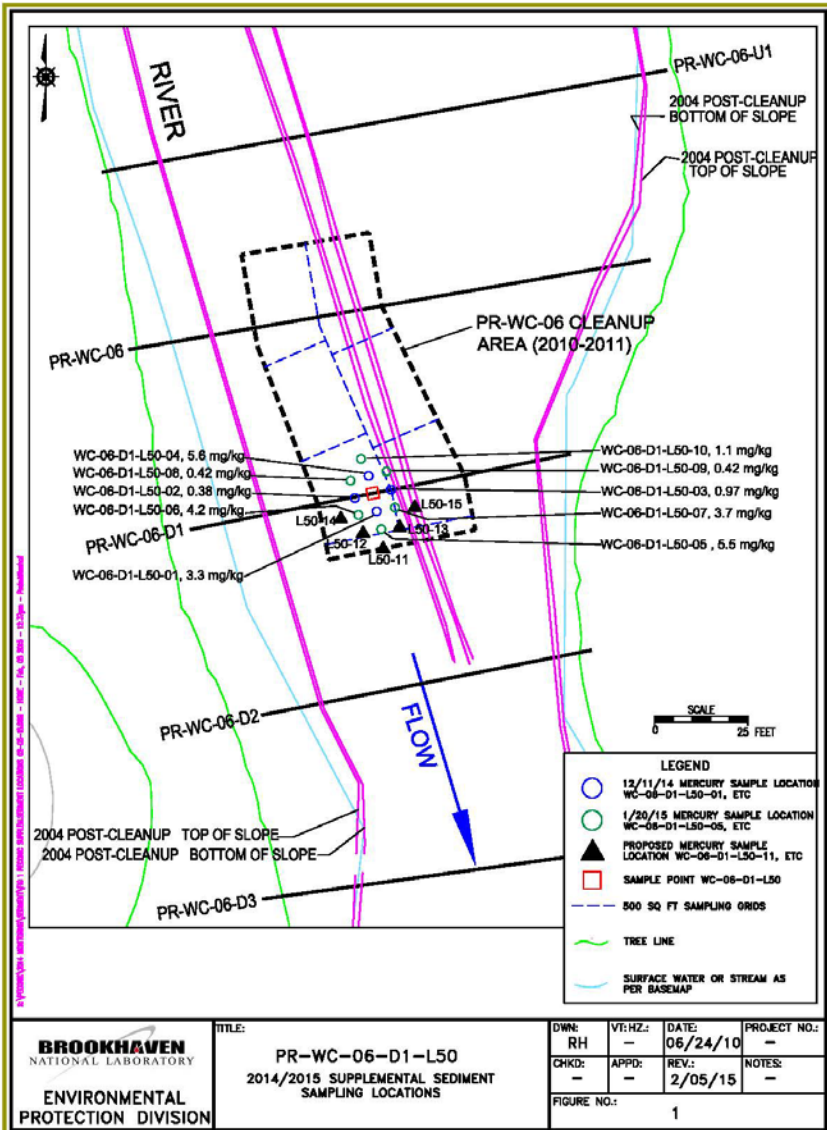 RIVER
PR-WC-06-U1
2004 POST-CLEANUP
BOTTOM OF SLOPE
2004 POST-CLEANUP
TOP OF SLOPE
PR-WC-06 CLEANUP
AREA (2010-2011)
PR-WC-06
WC-06-D1-L50-04, 5.6 mg/kg
WC-06-D1-L50-08, 0.42 mg/kg
WC-06-D1-L50-02, 0.38 mg/kg
WC-06-D1-L50-06, 4.2 mg/kg
PR-WC-06-D1
WC-06-D1-L50-01, 3.3 mg/kg
WC-06-D1-L50-10, 1.1 mg/kg
WC-06-D1-L50-09, 0.42 mg/kg
WC-06-D1-L50-03, 0.97 mg/kg
WC-06-D1-L50-07, 3.7 mg/kg
WC-06-D1-L50-05 , 5.5 mg/kg
L50-15
L50-14
L50-13
L50-12
L50-11
PR-WC-06-D2
FLOW
SCALE
0 25 FEET
2004 POST-CLEANUP TOP OF SLOPE
2004 POST-CLEANUP BOTTOM OF SLOPE
PR-WC-06-D3
LEGEND
12/11/14 MERCURY SAMPLE LOCATION
WC-06-D1-L50-01, ETC
1/20/15 MERCURY SAMPLE LOCATION
WC-06-D1-L50-05, ETC
PROPOSED MERCURY SAMPLE
LOCATION WC-06-D1-L50-11, ETC
SAMPLE POINT WC-06-D1-L50
500 SQ FT SAMPLING GRIDS
TREE LINE
SURFACE WATER OR STREAM AS
PER BASEMAP
BROOKHAVEN
NATIONAL LABORATORY
ENVIRONMENTAL
PROTECTION DIVISION
TITLE:
PR-WC-06-D1-L50
2014/2015 SUPPLEMENTAL SEDIMENT
SAMPLING LOCATIONS
DWN: VT:HZ.: DATE: PROJECT NO.:
RH - 06/24/10 -
CHKD: APPD: REV.: NOTES:
- - 2/05/15 -
FIGURE NO.:
1